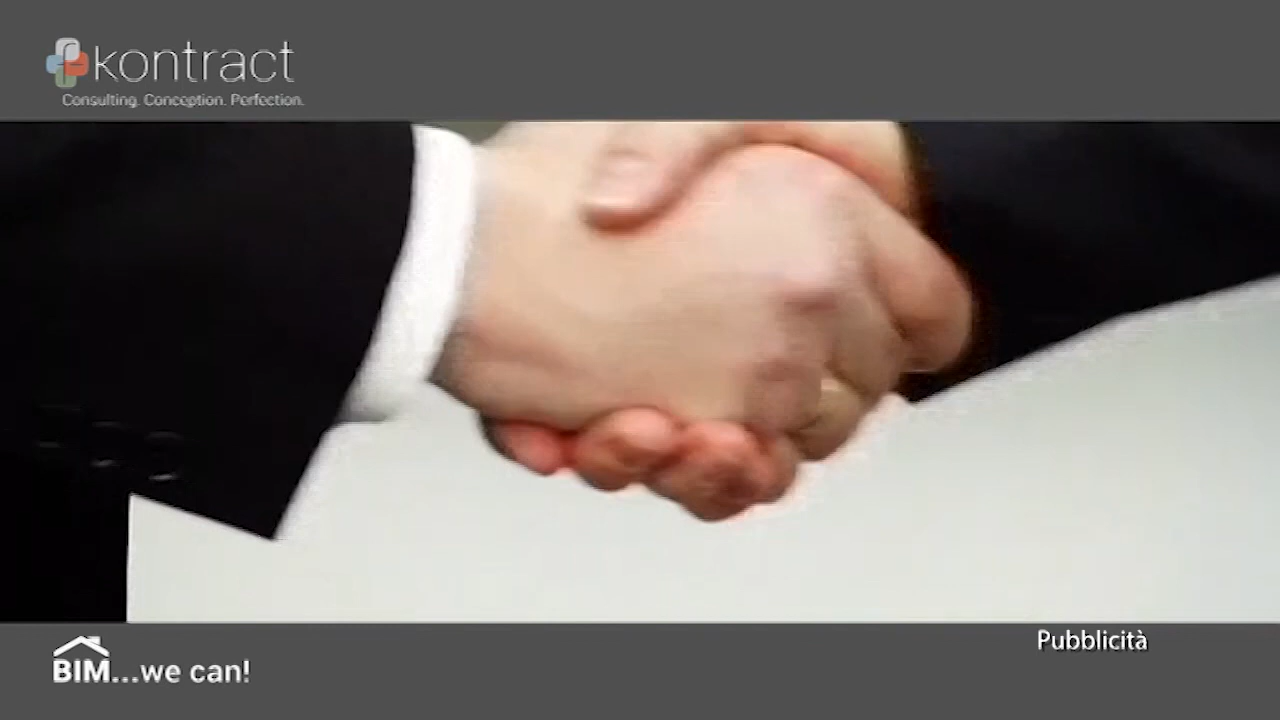 kontract
Consulting. Conception. Perfection.
Pubblicità
BIM...we can!